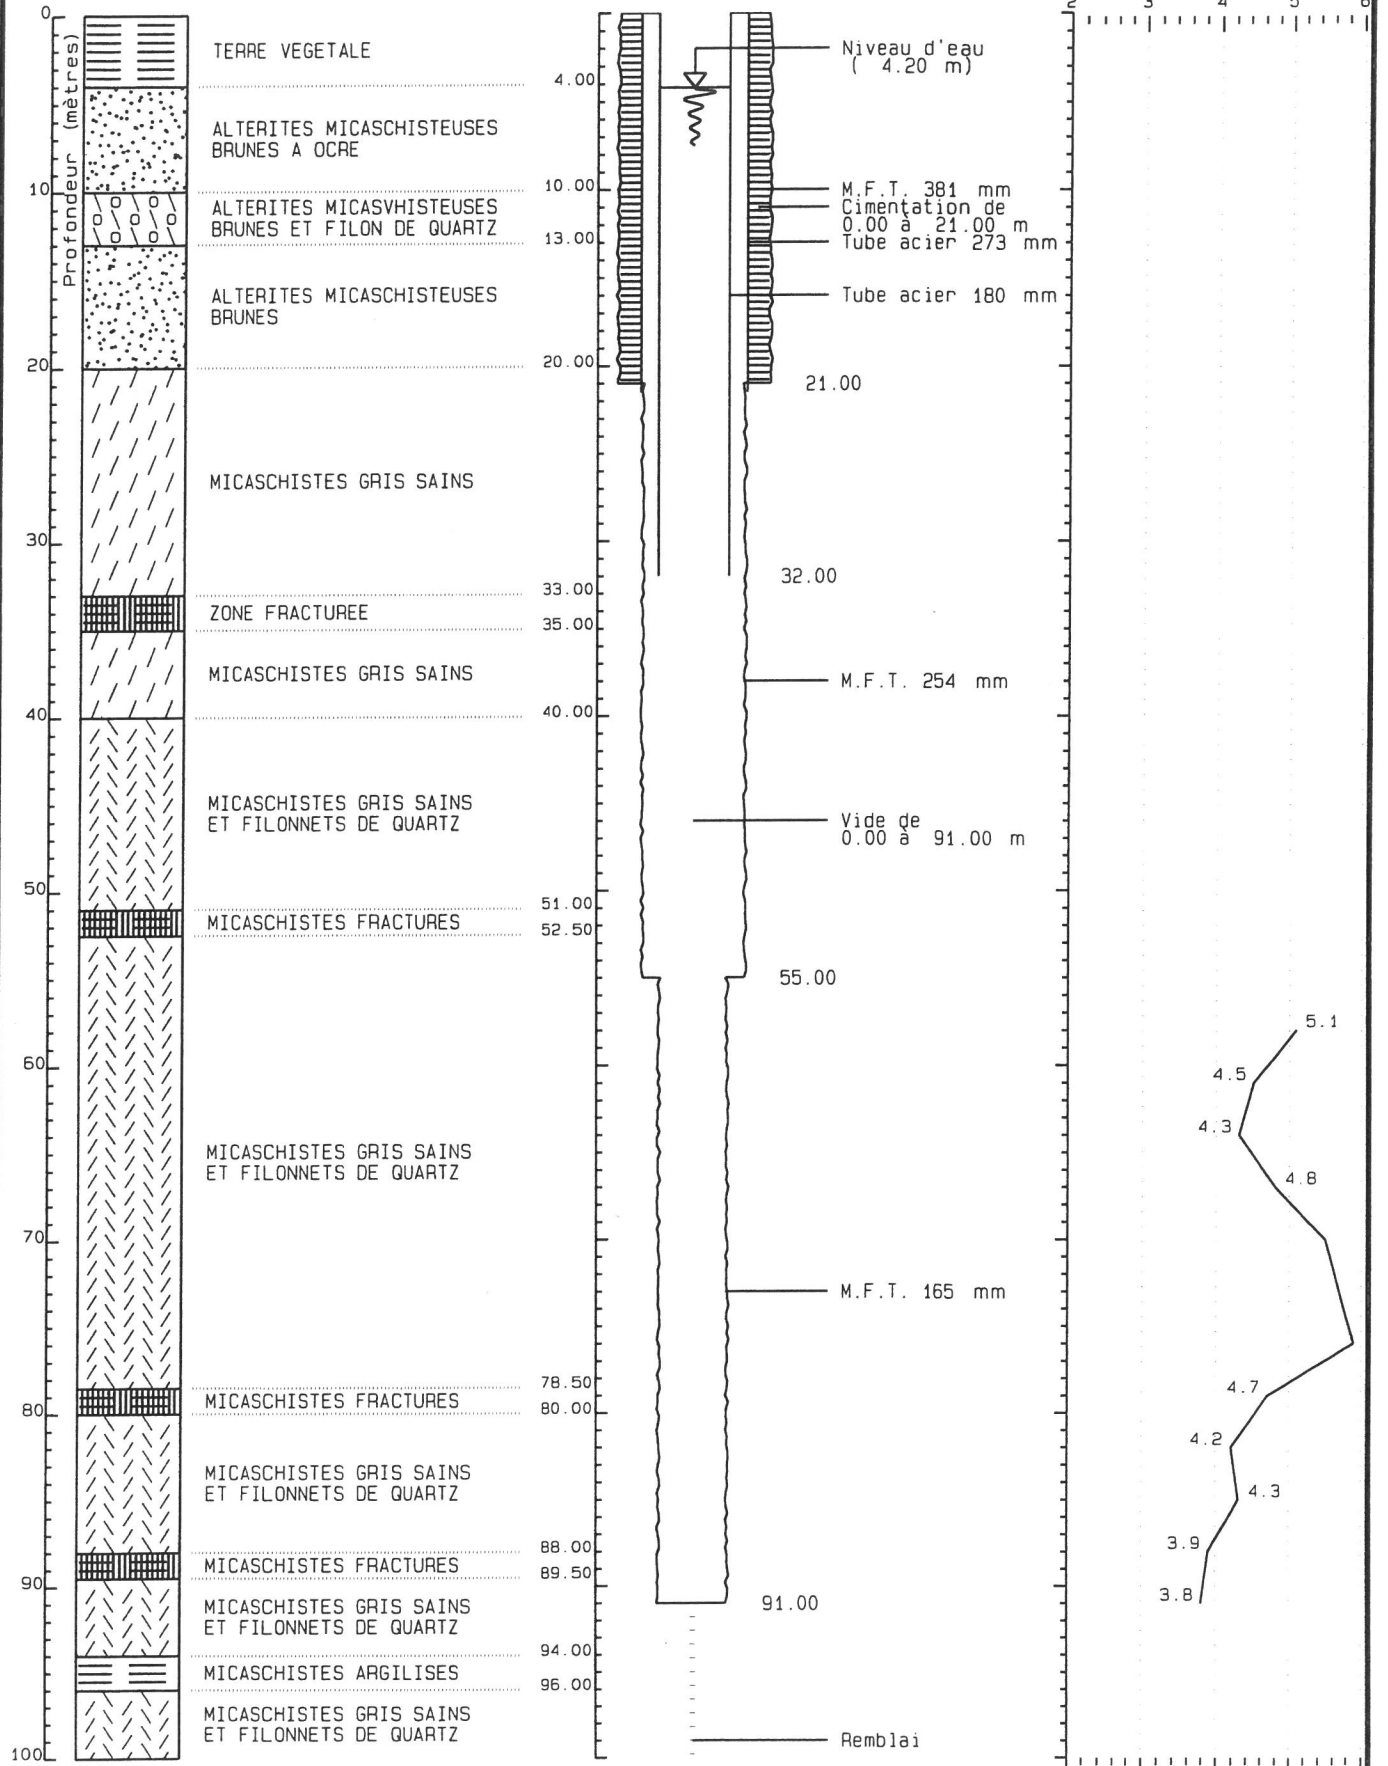 0
Profondeur (mètres)
TERRE VEGETALE
4.00
ALTERITES MICASCHISTEUSES
BRUNES A OCRE
10
10.00
ALTERITES MICASVHISTEUSES
BRUNES ET FILON DE QUARTZ
13.00
ALTERITES MICASCHISTEUSES
BRUNES
20
20.00
MICASCHISTES GRIS SAINS
30
33.00
ZONE FRACTUREE
35.00
MICASCHISTES GRIS SAINS
40
40.00
MICASCHISTES GRIS SAINS
ET FILONNETS DE QUARTZ
50
51.00
MICASCHISTES FRACTURES
52.50
60
MICASCHISTES GRIS SAINS
ET FILONNETS DE QUARTZ
70
78.50
MICASCHISTES FRACTURES
80
80.00
MICASCHISTES GRIS SAINS
ET FILONNETS DE QUARTZ
88.00
MICASCHISTES FRACTURES
89.50
90
MICASCHISTES GRIS SAINS
ET FILONNETS DE QUARTZ
94.00
MICASCHISTES ARGILISES
96.00
MICASCHISTES GRIS SAINS
ET FILONNETS DE QUARTZ
100
Niveau d'eau
( 4.20 m)
M.F.T. 381 mm
Cimentation de
0.00 à 21.00 m
Tube acier 273 mm
Tube acier 180 mm
21.00
32.00
M.F.T. 254 mm
Vide de
0.00 à 91.00 m
55.00
M.F.T. 165 mm
91.00
Remblai
2 3 4 5 6
5.1
4.5
4.3
4.8
4.7
4.2
4.3
3.9
3.8